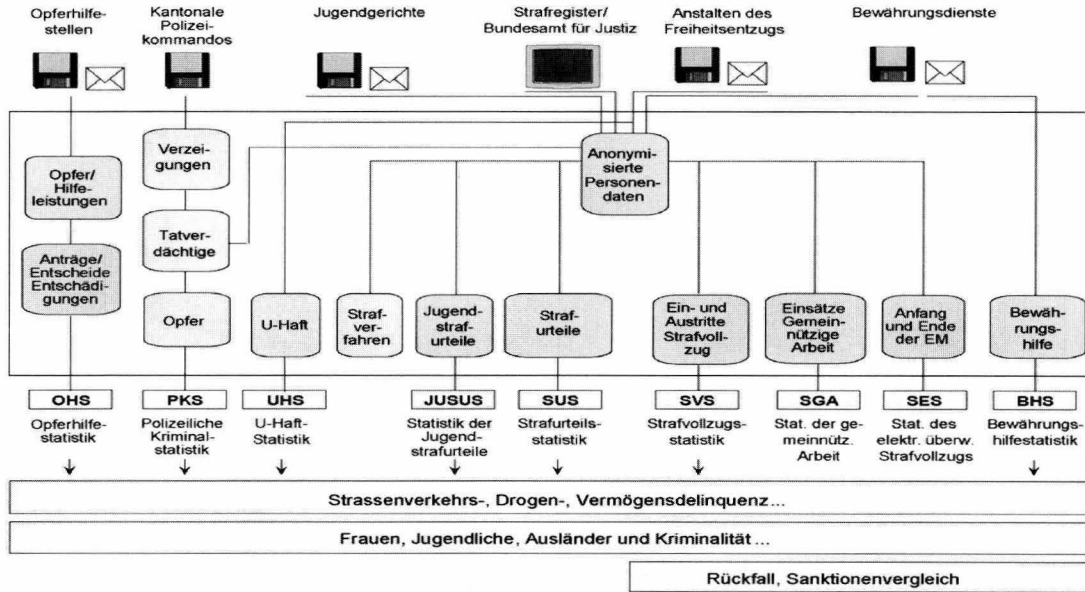 Opferhilfe-
stellen
Kantonale
Polizei-
kommandos
Jugendgerichte
Strafregister/
Bundesamt für Justiz
Anstalten des
Freiheitsentzugs
Bewährungsdienste
Opfer/
Hilfe-
leistungen
Anträge/
Entscheide
Entschädi-
gungen
Verzei-
gungen
Tatver-
dächtige
Opfer
Anonymi-
sierte
Personen-
daten
U-Haft
Straf-
ver-
fahren
Jugend-
straf-
urteile
Straf-
urteile
Ein- und
Austritte
Strafvoll-
zug
Einsätze
Gemein-
nützige
Arbeit
Anfang
und Ende
der EM
Bewäh-
rungs-
hilfe
OHS
PKS
UHS
JUSUS
SUS
SVS
SGA
SES
BHS
Opferhilfe-
statistik
Polizeiliche
Kriminal-
statistik
U-Haft-
Statistik
Statistik der
Jugend-
strafurteile
Strafurteils-
statistik
Strafvollzugs-
statistik
Stat. der ge-
meinnütz.
Arbeit
Stat. des
elektr. überw.
Strafvollzugs
Bewährungs-
hilfestatistik
Strassenverkehrs-, Drogen-, Vermögensdelinquenz...
Frauen, Jugendliche, Ausländer und Kriminalität ...
Rückfall, Sanktionenvergleich